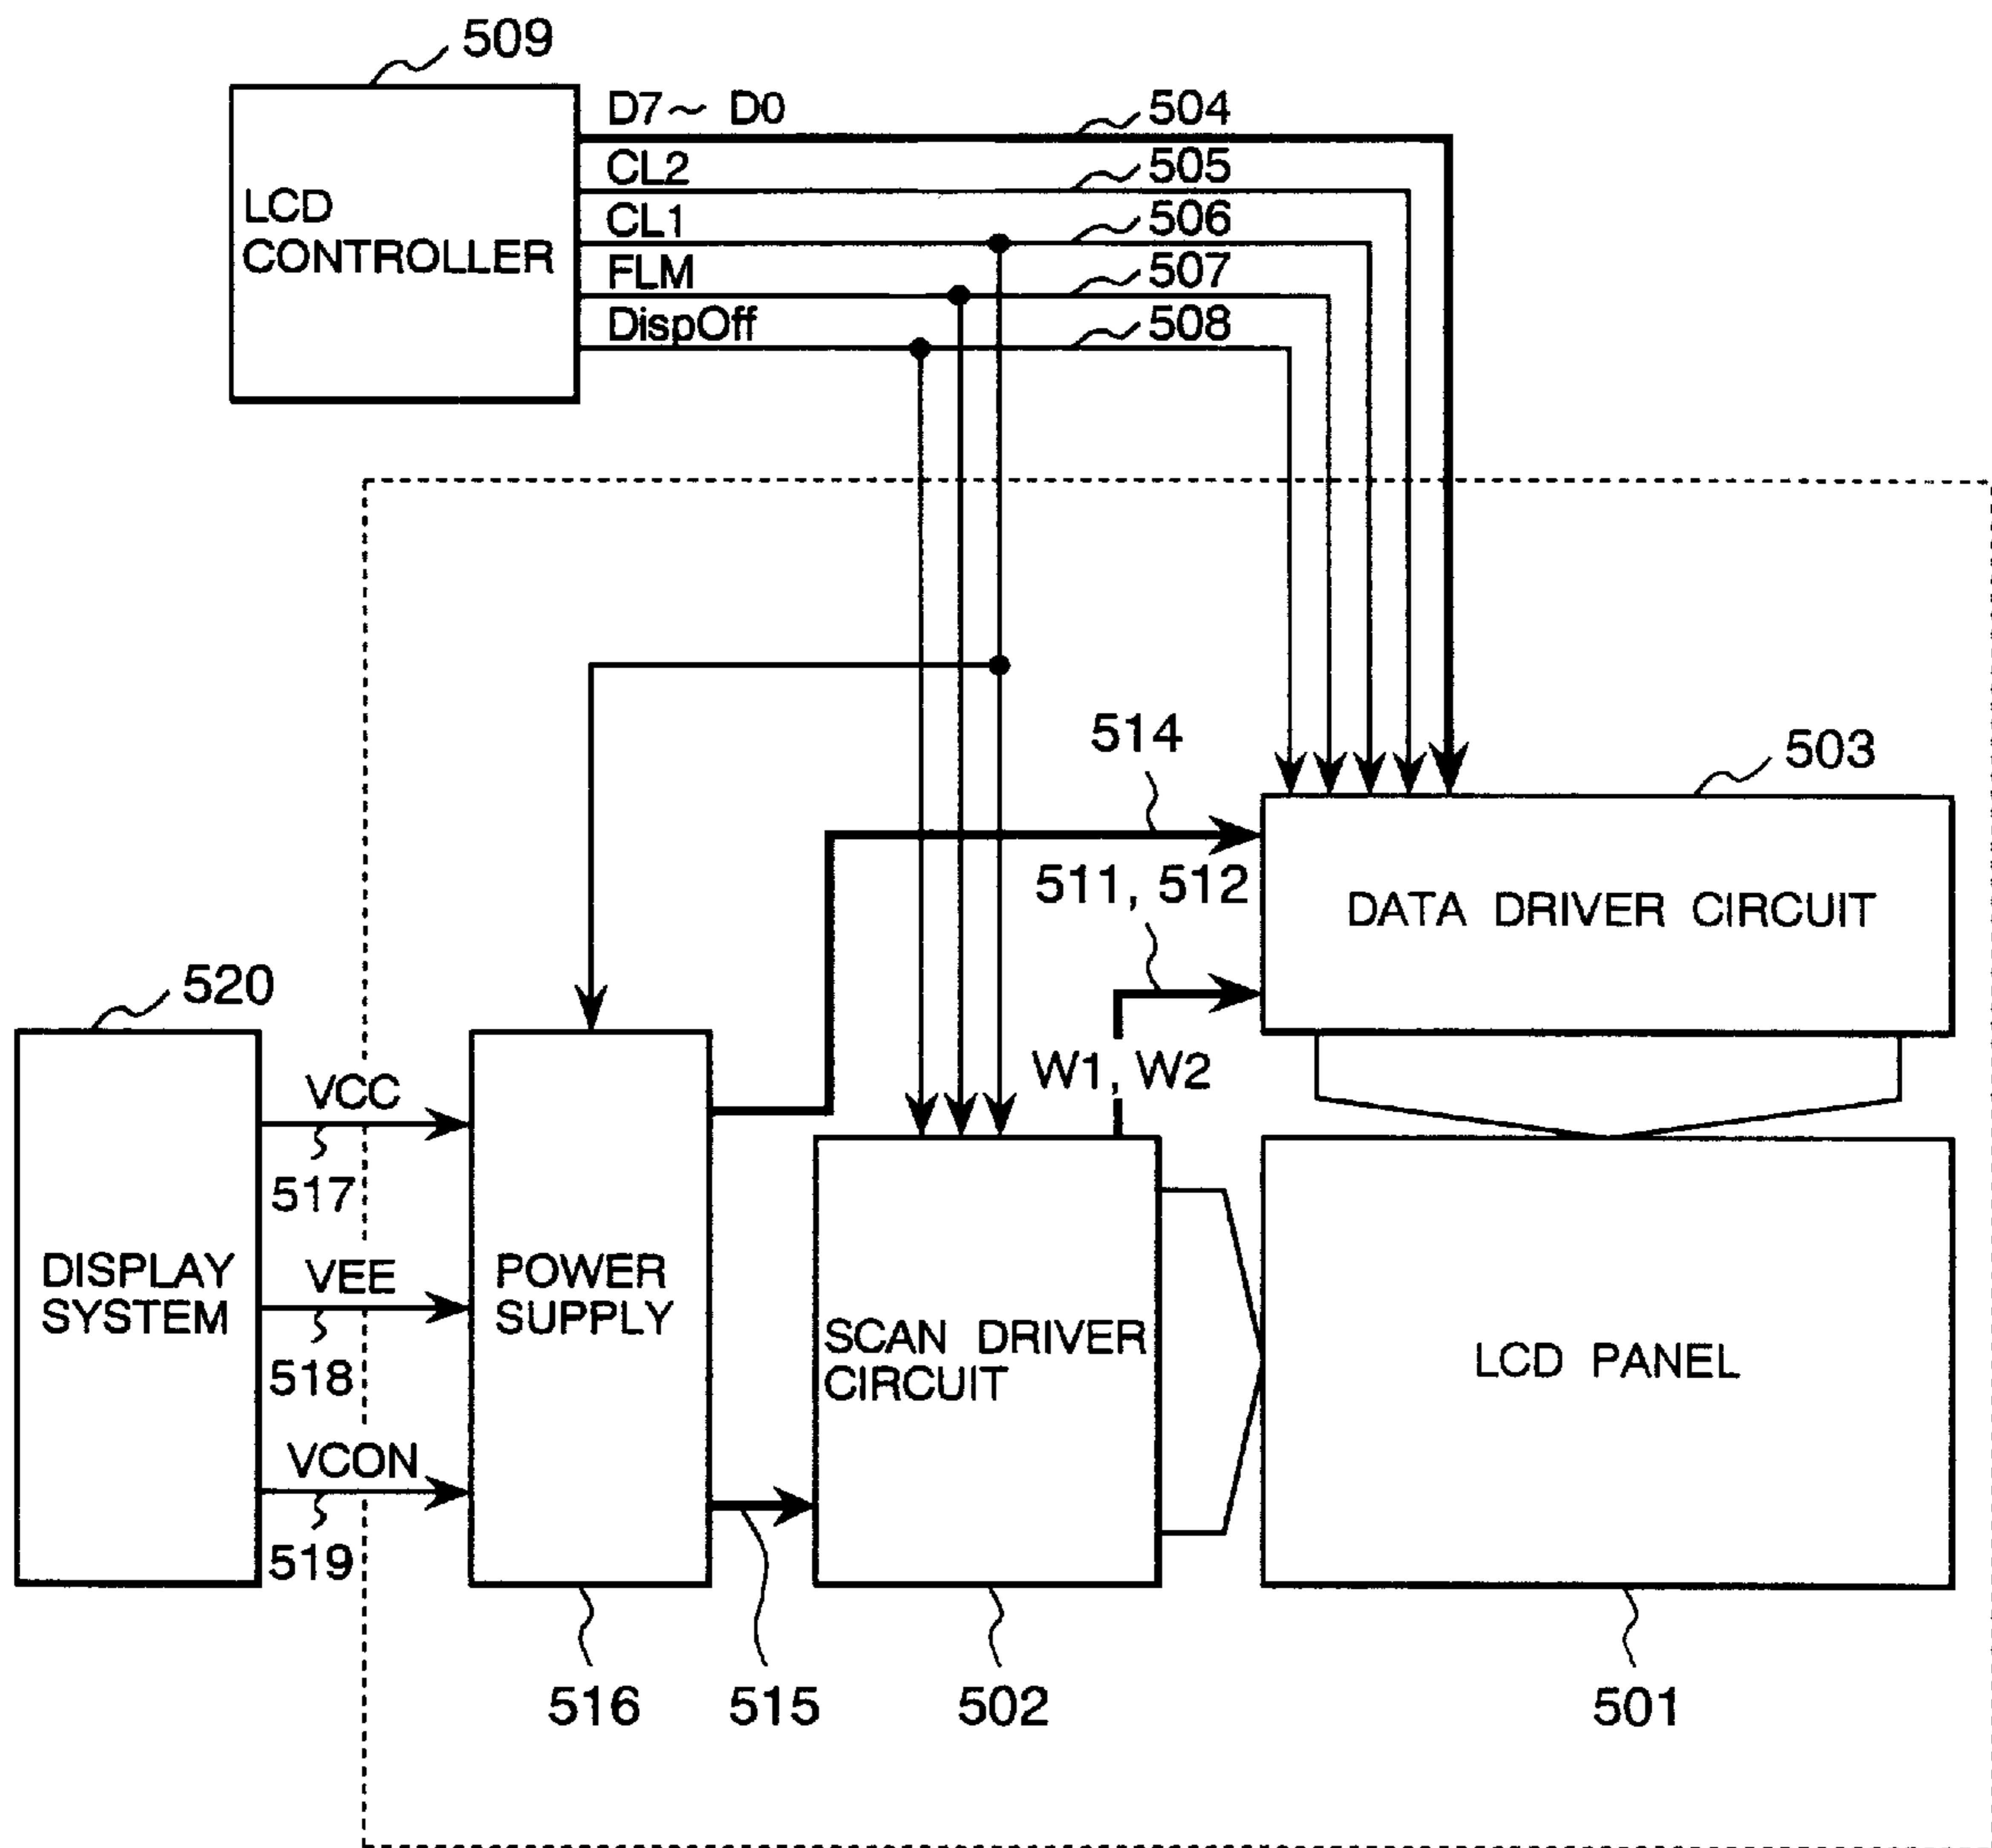 509
D7~ D0
504
CL2
505
LCD
CONTROLLER
CL1
506
FLM
507
DispOff
508
514
503
511, 512
DATA DRIVER CIRCUIT
520
W1, W2
VCC
517
DISPLAY
SYSTEM
VEE
518
POWER
SUPPLY
SCAN DRIVER
CIRCUIT
LCD PANEL
VCON
519
516
515
502
501